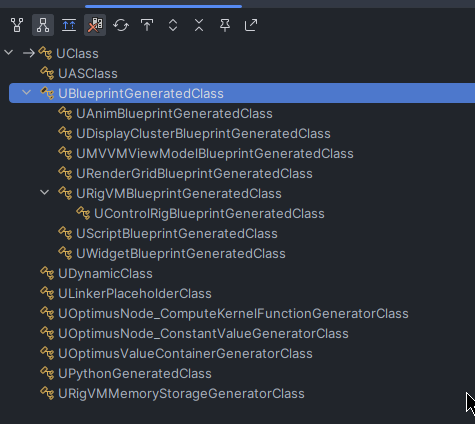 UClass
UASClass
UBlueprintGeneratedClass
UAnimBlueprintGeneratedClass
UDisplayClusterBlueprintGeneratedClass
UMVVMViewModelBlueprintGeneratedClass
URenderGridBlueprintGeneratedClass
URigVMBlueprintGeneratedClass
UControlRigBlueprintGeneratedClass
UScriptBlueprintGeneratedClass
UWidgetBlueprintGeneratedClass
UDynamicClass
ULinkerPlaceholderClass
UOptimusNode_ComputeKernelFunctionGeneratorClass
UOptimusNode_ConstantValueGeneratorClass
UOptimusValueContainerGeneratorClass
UPythonGeneratedClass
URigVMMemoryStorageGeneratorClass